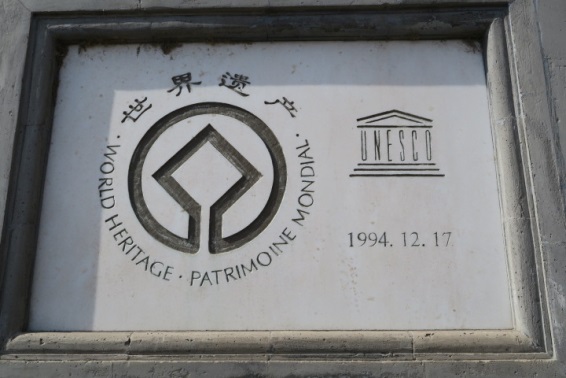 世界遗产
· WORLD HERITAGE · PATRIMOINE MONDIAL ·
UNESCO
1994. 12. 17